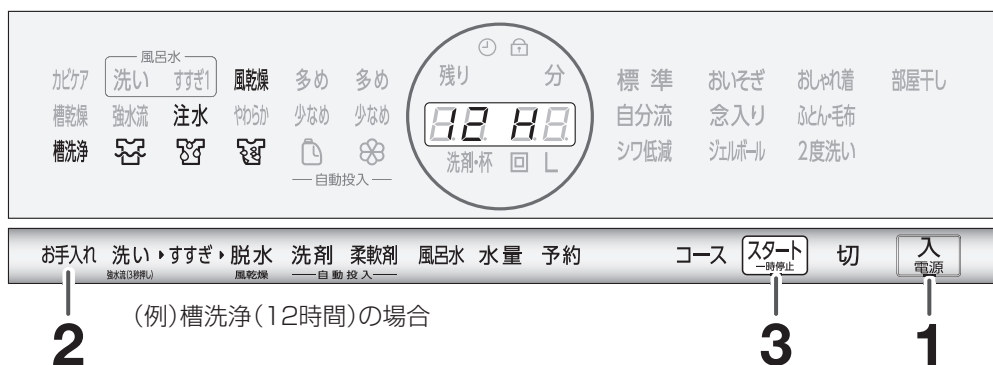 風呂水
カビケア 洗い すすぎ1 風乾燥 多め 多め 残り 分 標準 おいそぎ おしゃれ着 部屋干し
槽乾燥 強水流 注水 やわらか 少なめ 少なめ 12 H 自分流 念入り ふとん・毛布
槽洗浄 洗剤・杯 回 L シワ低減 ジェルボール 2度洗い
自動投入
お手入れ 洗い すすぎ 脱水 洗剤 柔軟剤 風呂水 水量 予約 コース スタート 切 入
強水流(3秒押し) 風乾燥 自動投入 一時停止 電源
(例)槽洗浄(12時間)の場合
2 3 1